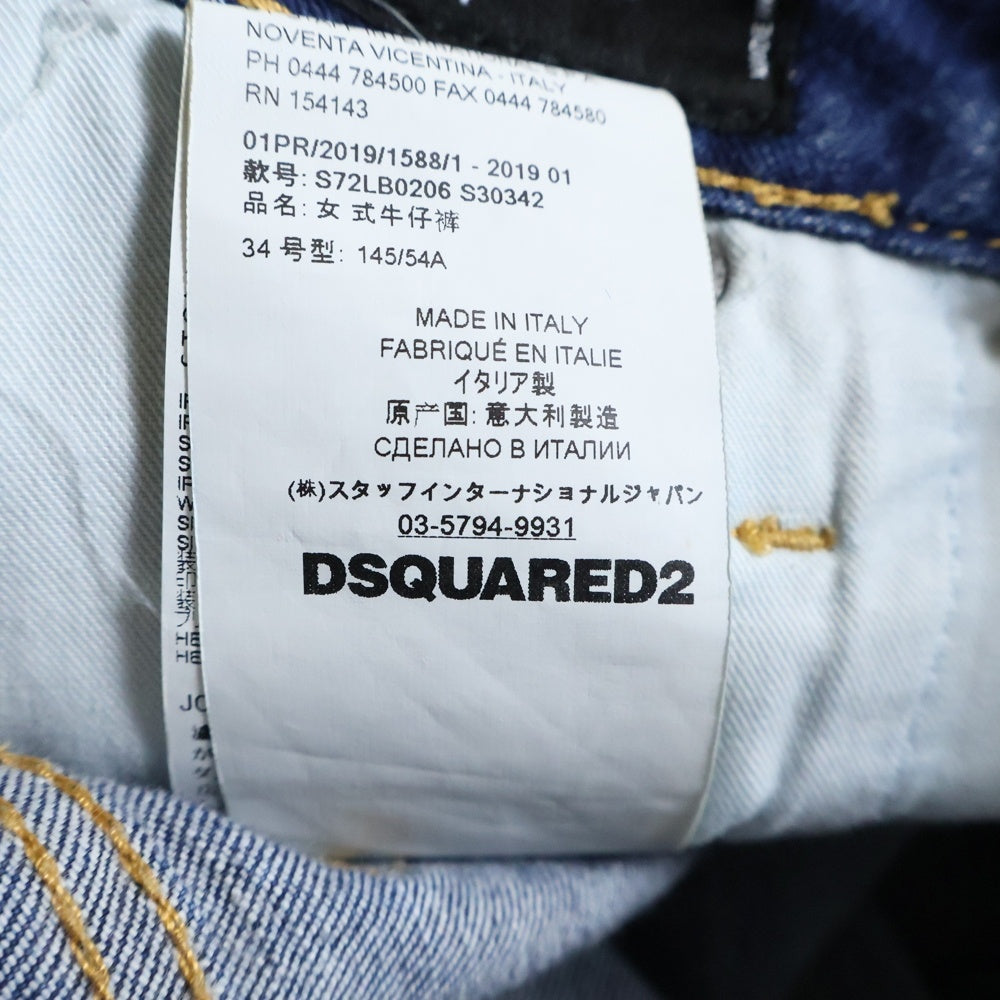 NOVENTA VICENTINA - ITALY
PH 0444 784500 FAX 0444 784580
RN 154143
01PR/2019/1588/1 - 2019 01
款号: S72LB0206 S30342
品名: 女 式牛仔裤
34 号型: 145/54A
MADE IN ITALY
FABRIQUÉ EN ITALIE
イタリア製
原产国: 意大利製造
СДЕЛАНО В ИТАЛИИ
(株)スタッフインターナショナルジャパン
03-5794-9931
DSQUARED2